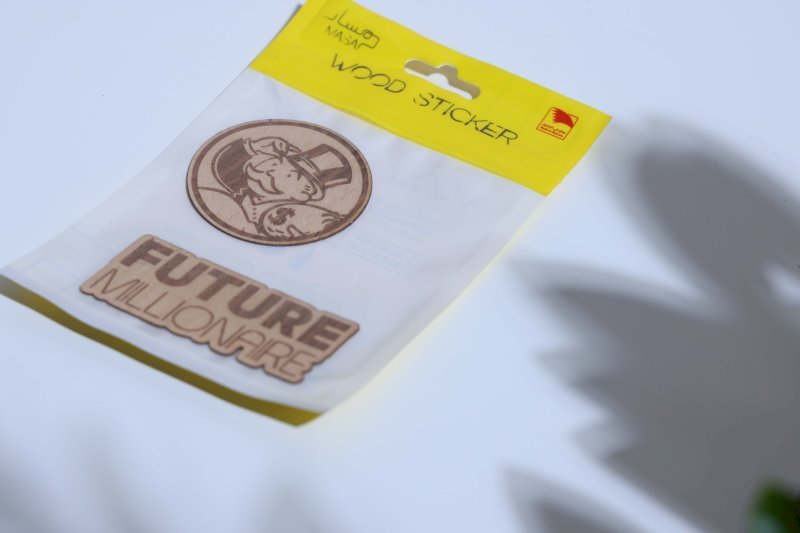 مسار
MASAR
WOOD STICKER
$
FUTURE
MILLIONAIRE